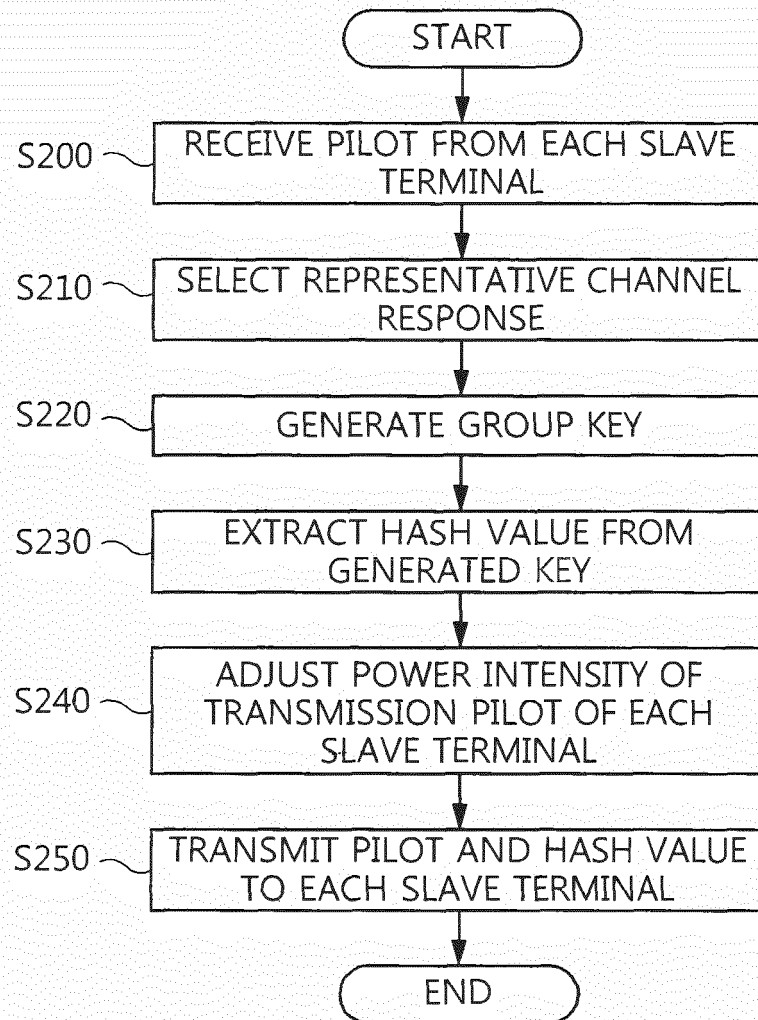 START
S200
RECEIVE PILOT FROM EACH SLAVE
TERMINAL
S210
SELECT REPRESENTATIVE CHANNEL
RESPONSE
S220
GENERATE GROUP KEY
S230
EXTRACT HASH VALUE FROM
GENERATED KEY
S240
ADJUST POWER INTENSITY OF
TRANSMISSION PILOT OF EACH
SLAVE TERMINAL
S250
TRANSMIT PILOT AND HASH VALUE
TO EACH SLAVE TERMINAL
END